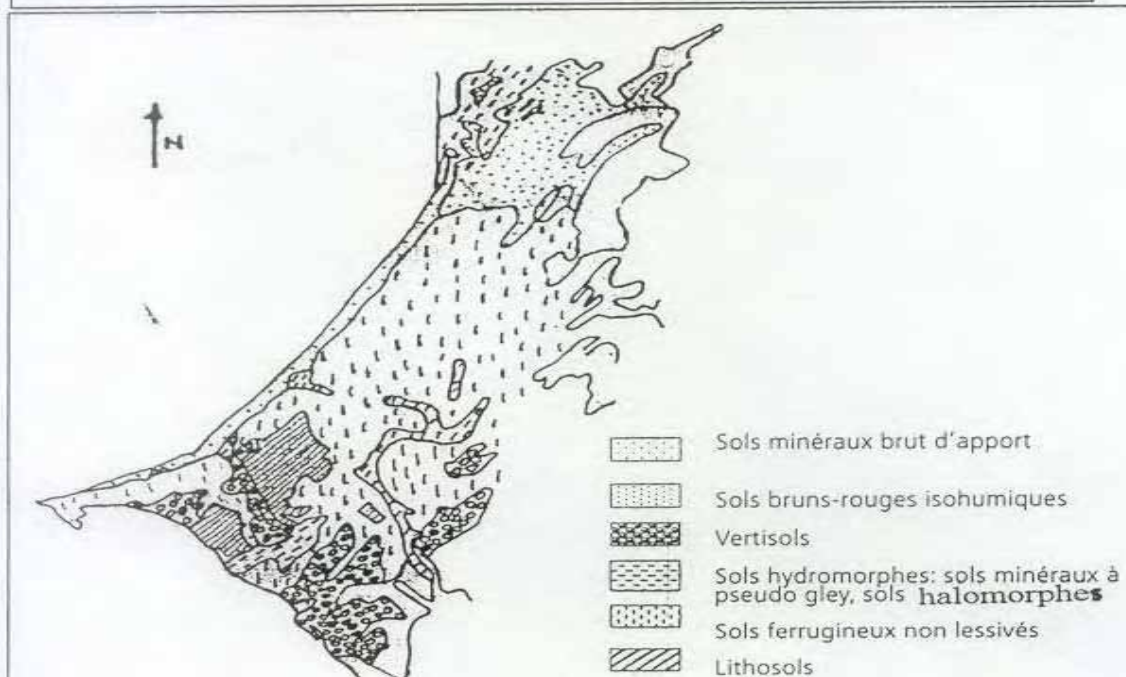 N
Sols minéraux brut d'apport
Sols bruns-rouges isohumiques
Vertisols
Sols hydromorphes: sols minéraux à
pseudo gley, sols halomorphes
Sols ferrugineux non lessivés
Lithosols